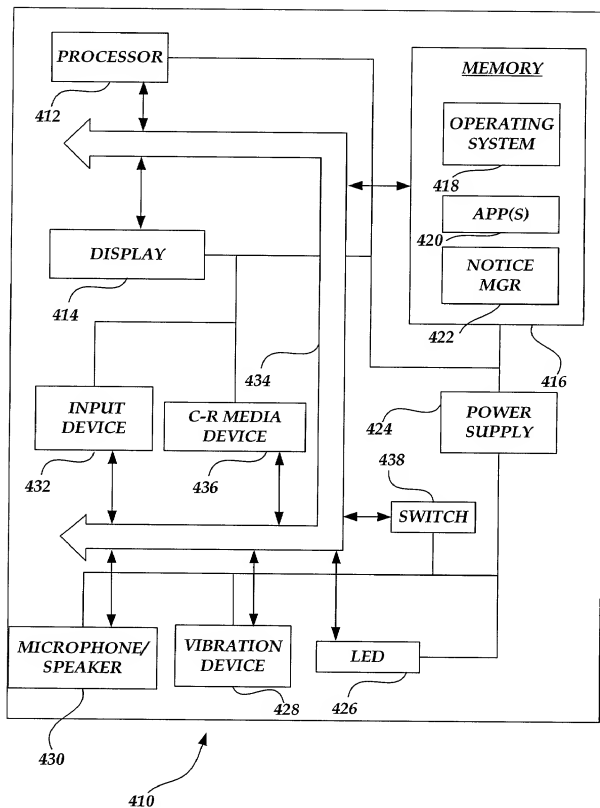 PROCESSOR
412
MEMORY
OPERATING
SYSTEM
418
APP(S)
420
NOTICE
MGR
422
416
DISPLAY
414
434
INPUT
DEVICE
432
C-R MEDIA
DEVICE
436
424
POWER
SUPPLY
438
SWITCH
MICROPHONE/
SPEAKER
430
VIBRATION
DEVICE
428
LED
426
410